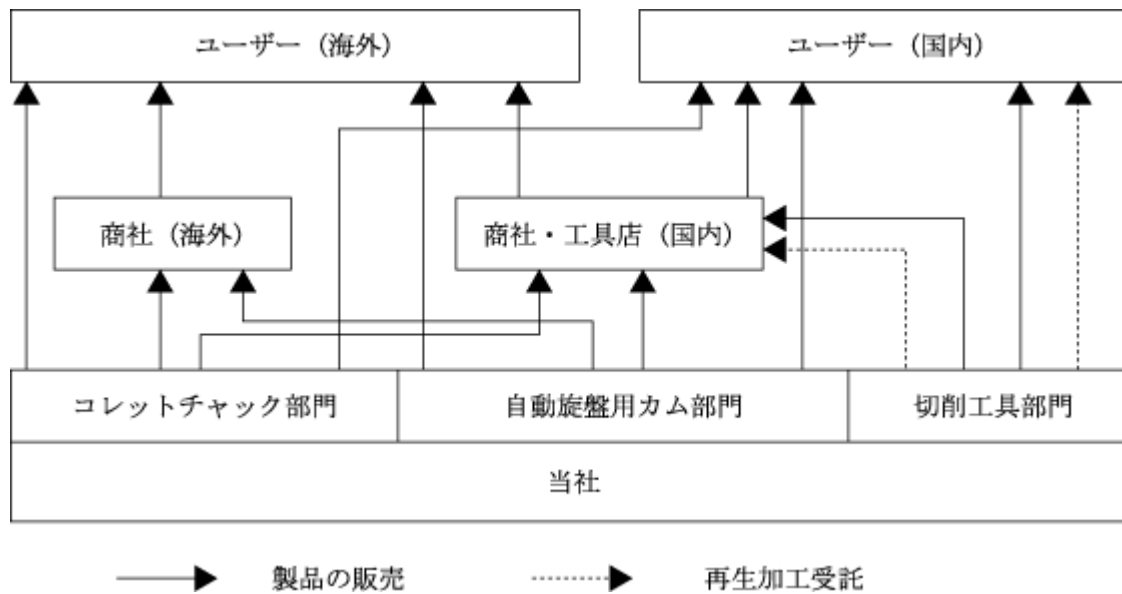 ユーザー（海外）
ユーザー（国内）
商社（海外）
商社・工具店（国内）
コレットチャック部門
自動旋盤用カム部門
切削工具部門
当社
製品の販売
再生加工受託